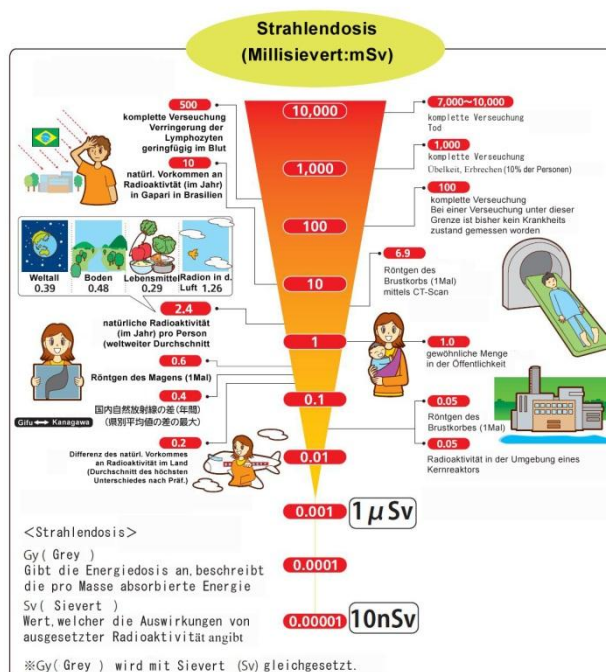 Strahlendosis
(Millisievert:mSv)
500
komplette Verseuchung
Verringerung der
Lymphozyten
geringfügig im Blut
10
natürl. Vorkommen an
Radioaktivtät (im Jahr)
in Gapari in Brasilien
Weltall
0.39
Boden
0.48
Lebensmittel
0.29
Radion in d.
Luft 1.26
2.4
natürliche Radioaktivität
(im Jahr) pro Person
(weltweiter Durchschnitt
0.6
Röntgen des Magens (1Mal)
0.4
国内自然放射線の差(年間)
(県別平均値の差の最大)
Gifu ⟷ Kanagawa
0.2
Differenz des natürl. Vorkommes
an Radioaktivität im Land
(Durchschnitt des höchsten
Unterschiedes nach Präf.)
10,000
1,000
100
10
1
0.1
0.01
0.001
1μSv
0.0001
0.00001
10nSv
7,000〜10,000
komplette Verseuchung
Tod
1,000
komplette Verseuchung
Übelkeit, Erbrechen (10% der Personen)
100
komplette Verseuchung
Bei einer Verseuchung unter dieser
Grenze ist bisher kein Krankheits
zustand gemessen worden
6.9
Röntgen des
Brustkorbs (1Mal)
mittels CT-Scan
1.0
gewöhnliche Menge
in der Öffentlichkeit
0.05
Röntgen des
Brustkorbes (1Mal)
0.05
Radioaktivität in der Umgebung eines
Kernreaktors
<Strahlendosis>
Gy( Grey )
Gibt die Energiedosis an, beschreibt
die pro Masse absorbierte Energie
Sv( Sievert )
Wert, welcher die Auswirkungen von
ausgesetzter Radioaktivität angibt
※Gy( Grey ) wird mit Sievert (Sv) gleichgesetzt.